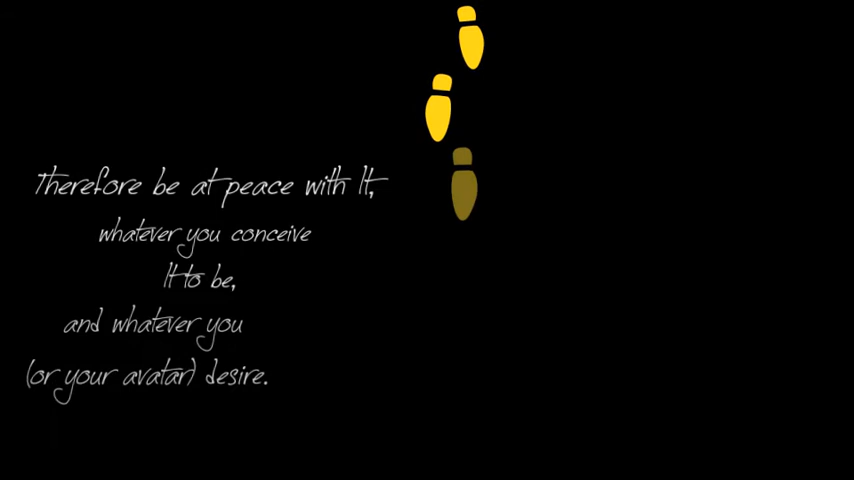 Therefore be at peace with It,
whatever you conceive
It to be,
and whatever you
(or your avatar) desire.